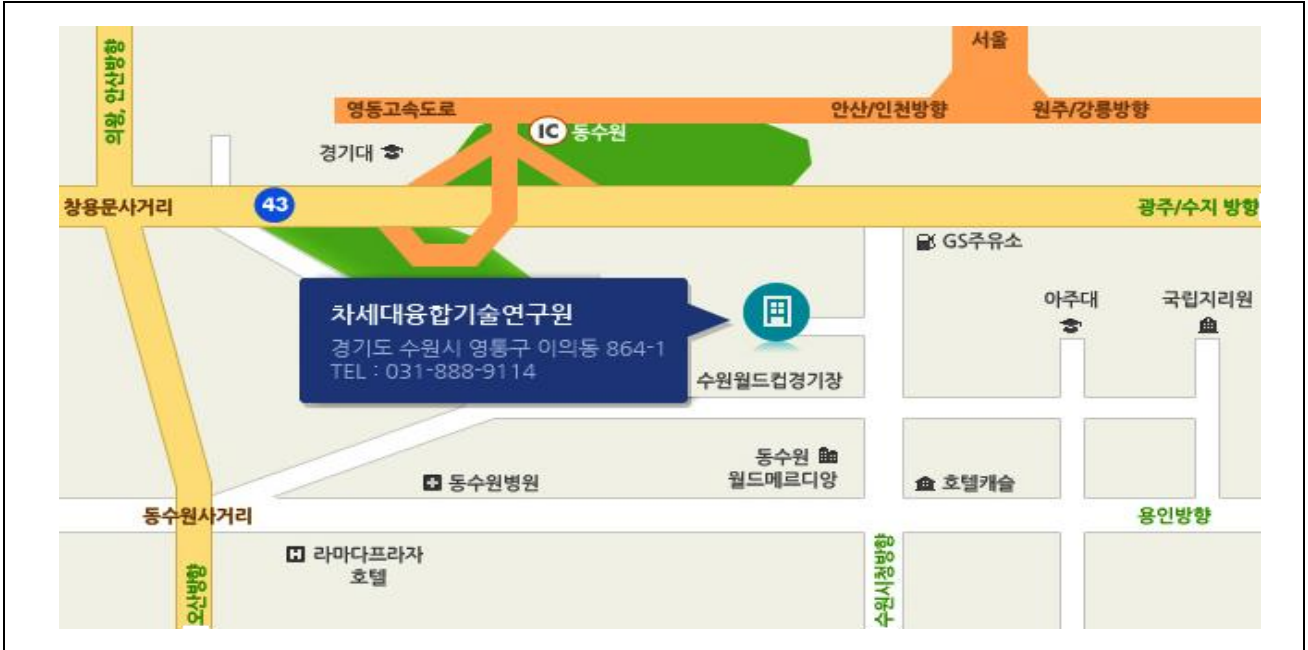 서울
의왕, 안산방향
영동고속도로
안산/인천방향
원주/강릉방향
IC 동수원
경기대
창용문사거리
43
광주/수지 방향
GS주유소
차세대융합기술연구원
경기도 수원시 영통구 이의동 864-1
TEL : 031-888-9114
아주대
국립지리원
수원월드컵경기장
동수원
월드메르디앙
동수원병원
호텔캐슬
동수원사거리
용인방향
H 라마다프라자
호텔
오산방향
수원시청방향